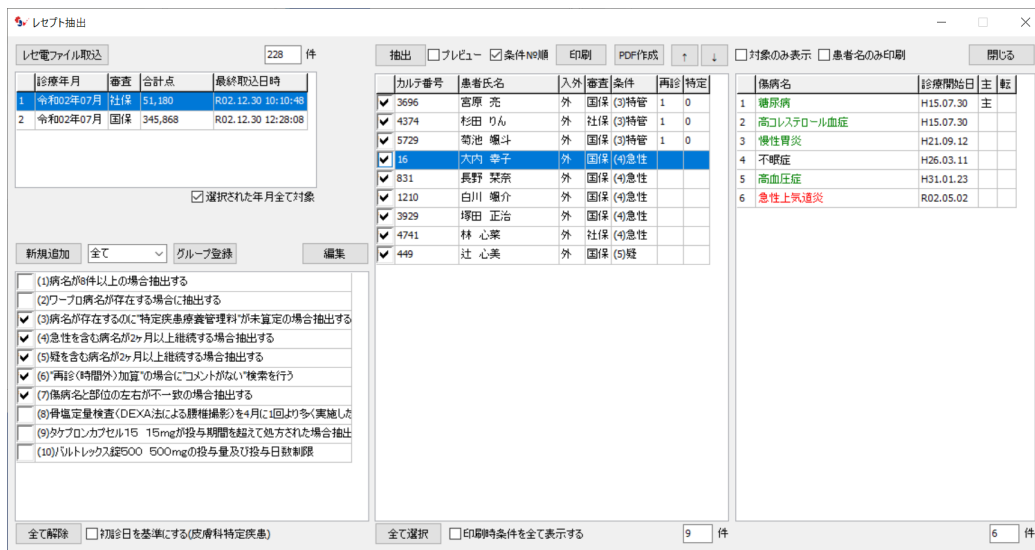 レセプト抽出
レセ電ファイル取込 228 件
診療年月 審査 合計点 最終取込日時
1 令和02年07月 社保 51,180 R02.12.30 10:10:48
2 令和02年07月 国保 345,868 R02.12.30 12:28:08
選択された年月全て対象
新規追加 全て グループ登録 編集
(1)病名が8件以上の場合抽出する
(2)ワープロ病名が存在する場合に抽出する
(3)病名が存在するのに"特定疾患療養管理料"が未算定の場合抽出する
(4)急性を含む病名が2ヶ月以上継続する場合抽出する
(5)疑を含む病名が2ヶ月以上継続する場合抽出する
(6)"再診(時間外)加算"の場合に"コメントがない"検索を行う
(7)傷病名と部位の左右が不一致の場合抽出する
(8)骨塩定量検査(DEXA法による腰椎撮影)を4月に1回より多く実施した
(9)タケプロンカプセル15 15mgが投与期間を超えて処方された場合抽出
(10)バルトレックス錠500 500mgの投与量及び投与日数制限
全て解除 初診日を基準にする(皮膚科特定疾患)
抽出 プレビュー 条件№順 印刷 PDF作成 ↑ ↓ 対象のみ表示 患者名のみ印刷 閉じる
カルテ番号 患者氏名 入外 審査 条件 再診 特定
3696 宮原 亮 外 国保 (3)特管 1 0
4374 杉田 りん 外 社保 (3)特管 1 0
5729 菊池 颯斗 外 国保 (3)特管 1 0
16 大内 幸子 外 国保 (4)急性
831 長野 栞奈 外 国保 (4)急性
1210 白川 颯介 外 国保 (4)急性
3929 塚田 正治 外 国保 (4)急性
4741 林 心菜 外 社保 (4)急性
449 辻 心美 外 国保 (5)疑
全て選択 印刷時条件を全て表示する 9 件
傷病名 診療開始日 主 転
1 糖尿病 H15.07.30 主
2 高コレステロール血症 H15.07.30
3 慢性胃炎 H21.09.12
4 不眠症 H26.03.11
5 高血圧症 H31.01.23
6 急性上気道炎 R02.05.02
6 件